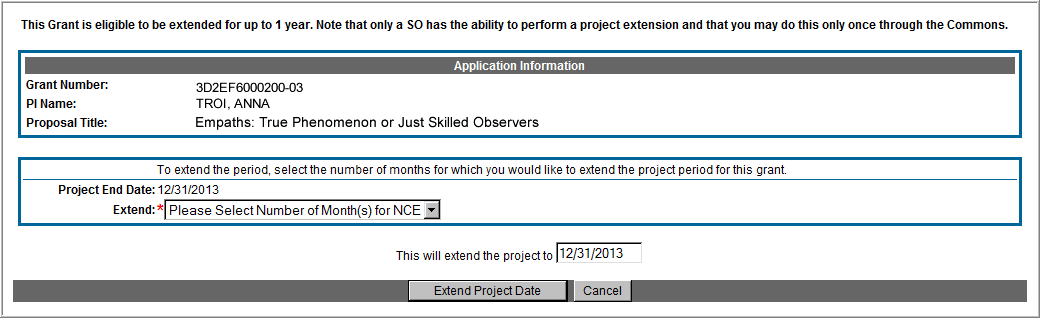 This Grant is eligible to be extended for up to 1 year. Note that only a SO has the ability to perform a project extension and that you may do this only once through the Commons.
Application Information
Grant Number: 3D2EF6000200-03
PI Name: TROI, ANNA
Proposal Title: Empaths: True Phenomenon or Just Skilled Observers
To extend the period, select the number of months for which you would like to extend the project period for this grant.
Project End Date: 12/31/2013
Extend:* Please Select Number of Month(s) for NCE
This will extend the project to 12/31/2013
Extend Project Date Cancel